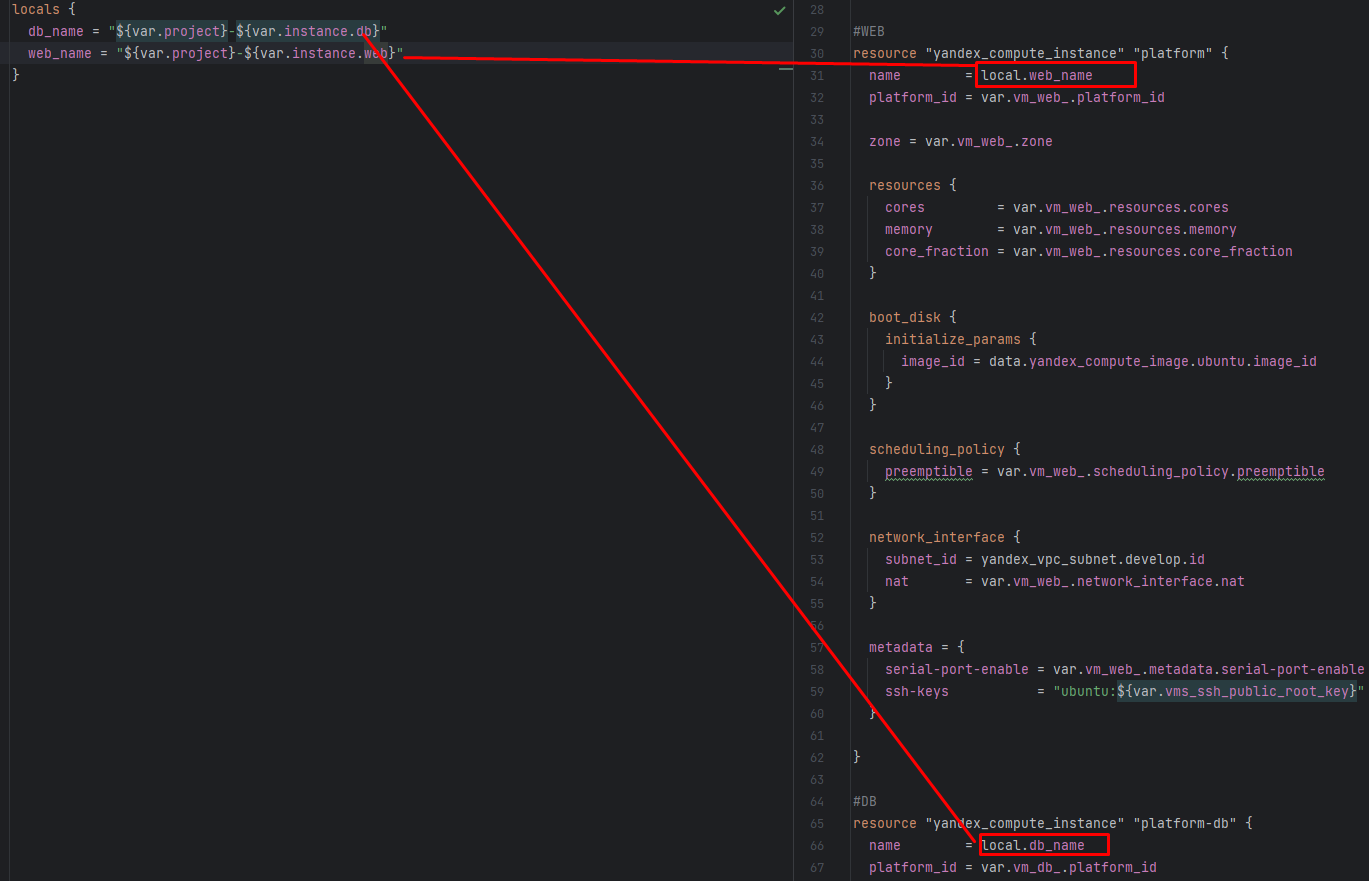 locals {
  db_name = "${var.project}-${var.instance.db}"
  web_name = "${var.project}-${var.instance.web}"
}
28
29 #WEB
30 resource "yandex_compute_instance" "platform" {
31   name        = local.web_name
32   platform_id = var.vm_web_.platform_id
33
34   zone = var.vm_web_.zone
35
36   resources {
37     cores         = var.vm_web_.resources.cores
38     memory        = var.vm_web_.resources.memory
39     core_fraction = var.vm_web_.resources.core_fraction
40   }
41
42   boot_disk {
43     initialize_params {
44       image_id = data.yandex_compute_image.ubuntu.image_id
45     }
46   }
47
48   scheduling_policy {
49     preemptible = var.vm_web_.scheduling_policy.preemptible
50   }
51
52   network_interface {
53     subnet_id = yandex_vpc_subnet.develop.id
54     nat       = var.vm_web_.network_interface.nat
55   }
56
57   metadata = {
58     serial-port-enable = var.vm_web_.metadata.serial-port-enable
59     ssh-keys           = "ubuntu:${var.vms_ssh_public_root_key}"
60   }
61
62 }
63
64 #DB
65 resource "yandex_compute_instance" "platform-db" {
66   name        = local.db_name
67   platform_id = var.vm_db_.platform_id